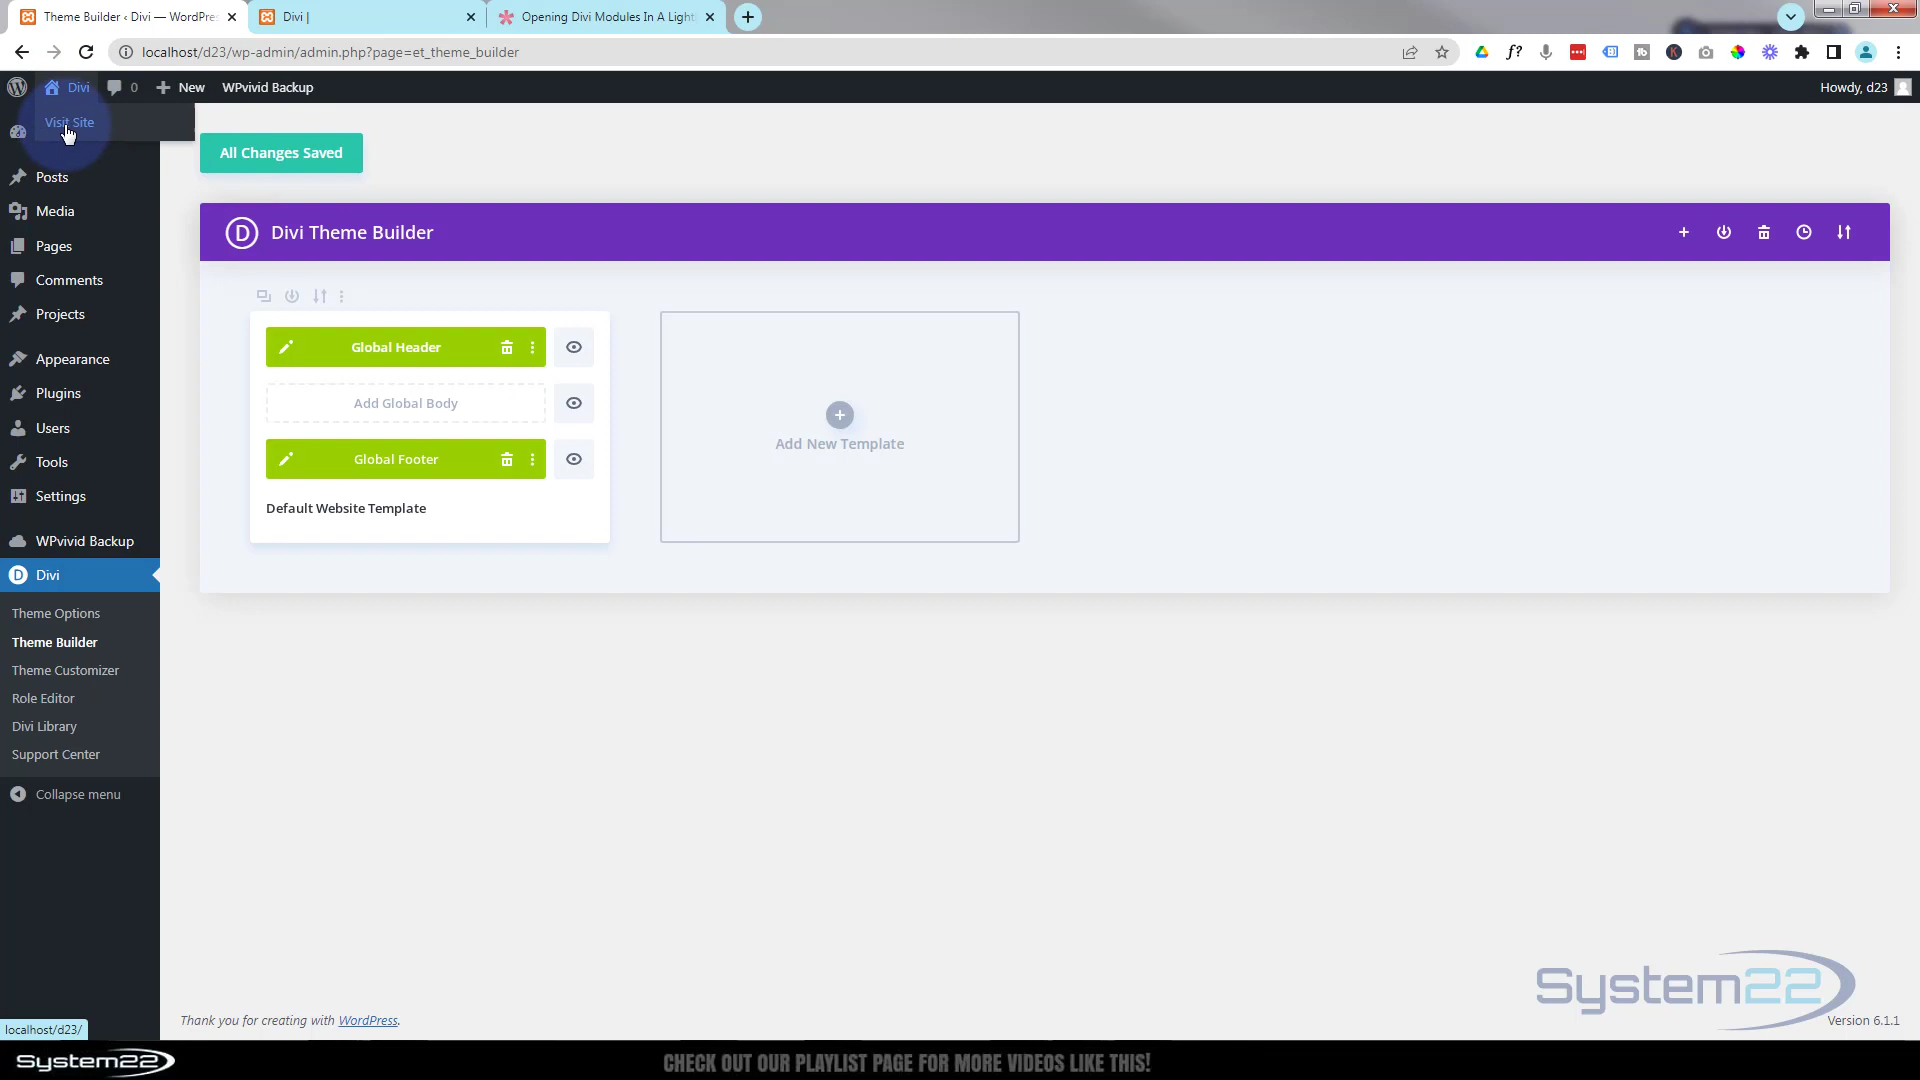 Theme Builder ‹ Divi — WordPres
Divi |
Opening Divi Modules In A Light
localhost/d23/wp-admin/admin.php?page=et_theme_builder
Divi
0
New
WPvivid Backup
Howdy, d23
Visit Site
All Changes Saved
Posts
Media
Pages
Comments
Projects
Appearance
Plugins
Users
Tools
Settings
WPvivid Backup
Divi
Theme Options
Theme Builder
Theme Customizer
Role Editor
Divi Library
Support Center
Collapse menu
Divi Theme Builder
Global Header
Add Global Body
Global Footer
Default Website Template
Add New Template
Thank you for creating with WordPress.
System22
Version 6.1.1
localhost/d23/
System22
CHECK OUT OUR PLAYLIST PAGE FOR MORE VIDEOS LIKE THIS!